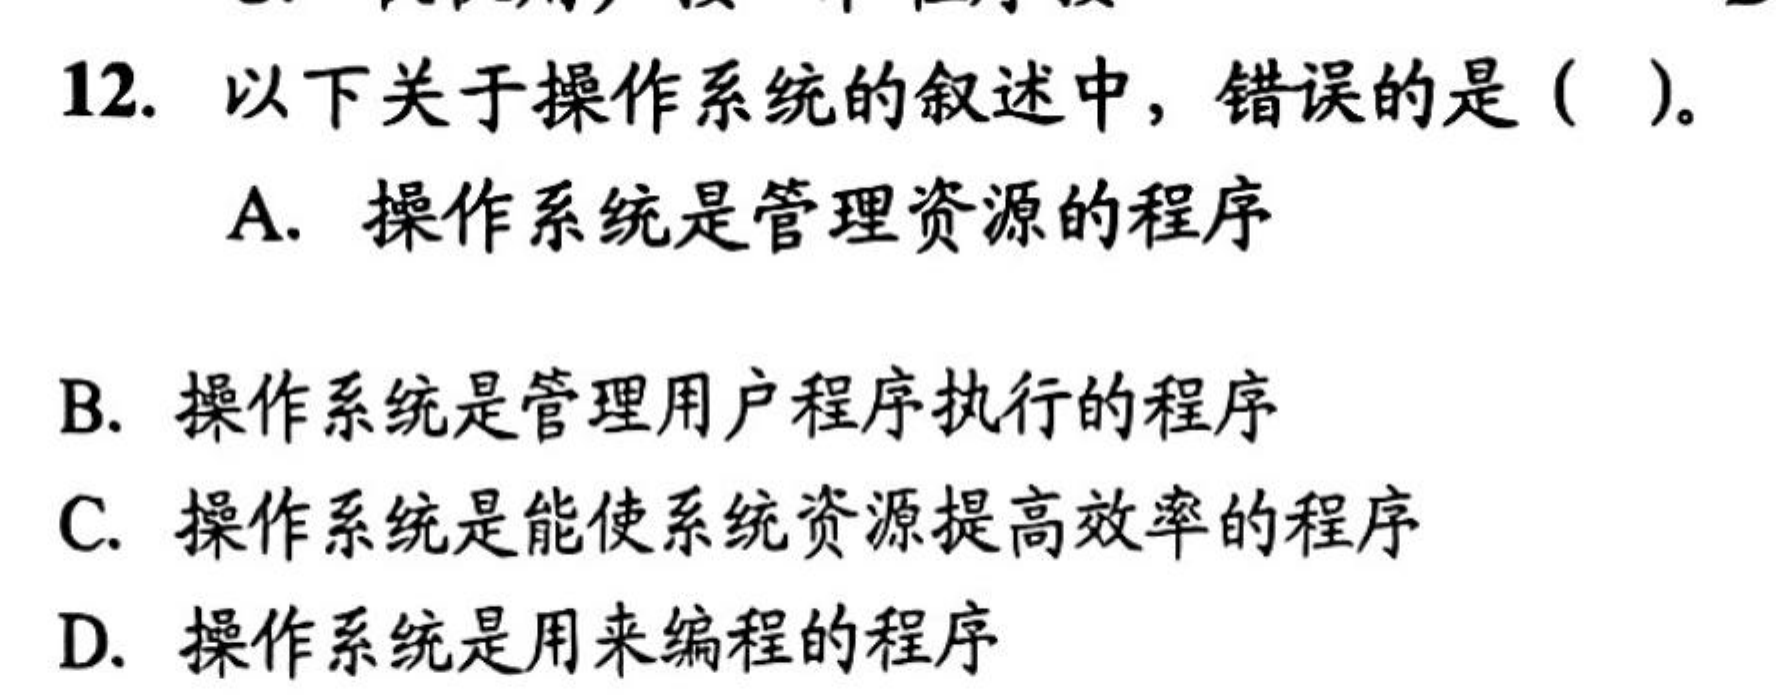 12. 以下关于操作系统的叙述中，错误的是（ ）。
A. 操作系统是管理资源的程序
B. 操作系统是管理用户程序执行的程序
C. 操作系统是能使系统资源提高效率的程序
D. 操作系统是用来编程的程序